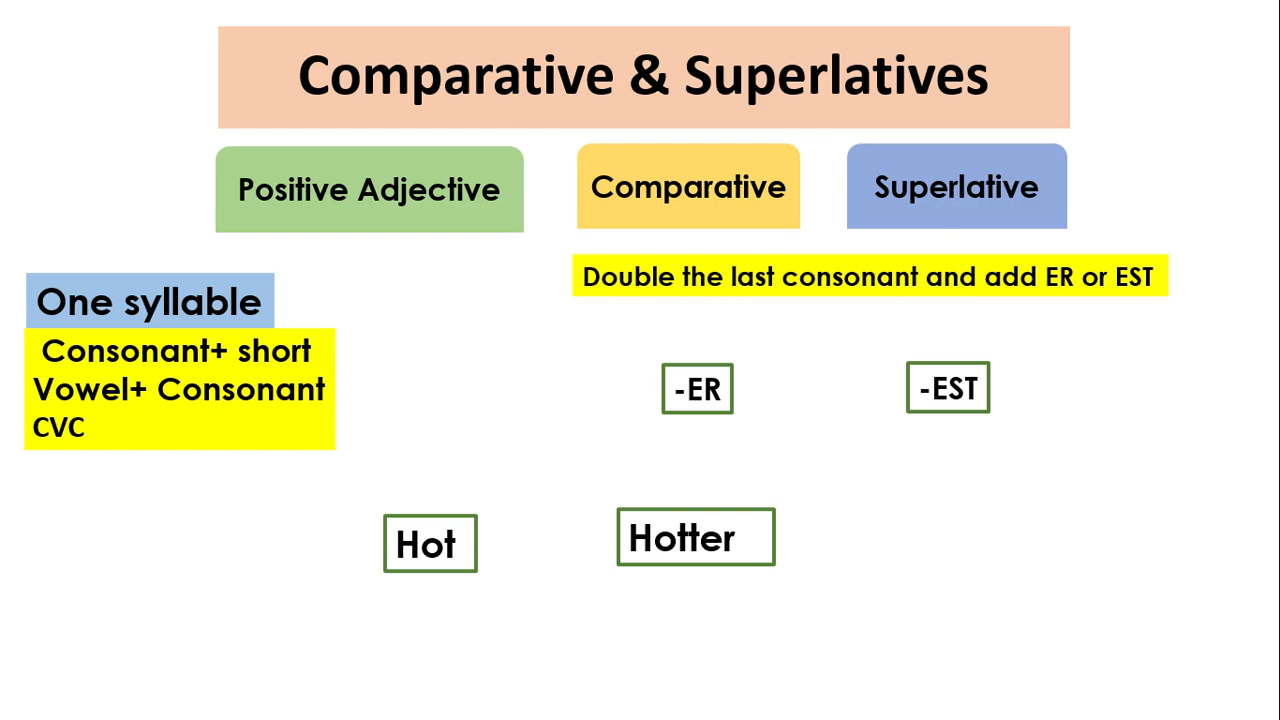 Comparative & Superlatives
Positive Adjective
Comparative
Superlative
Double the last consonant and add ER or EST
One syllable
Consonant+ short
Vowel+ Consonant
CVC
-ER
-EST
Hot
Hotter